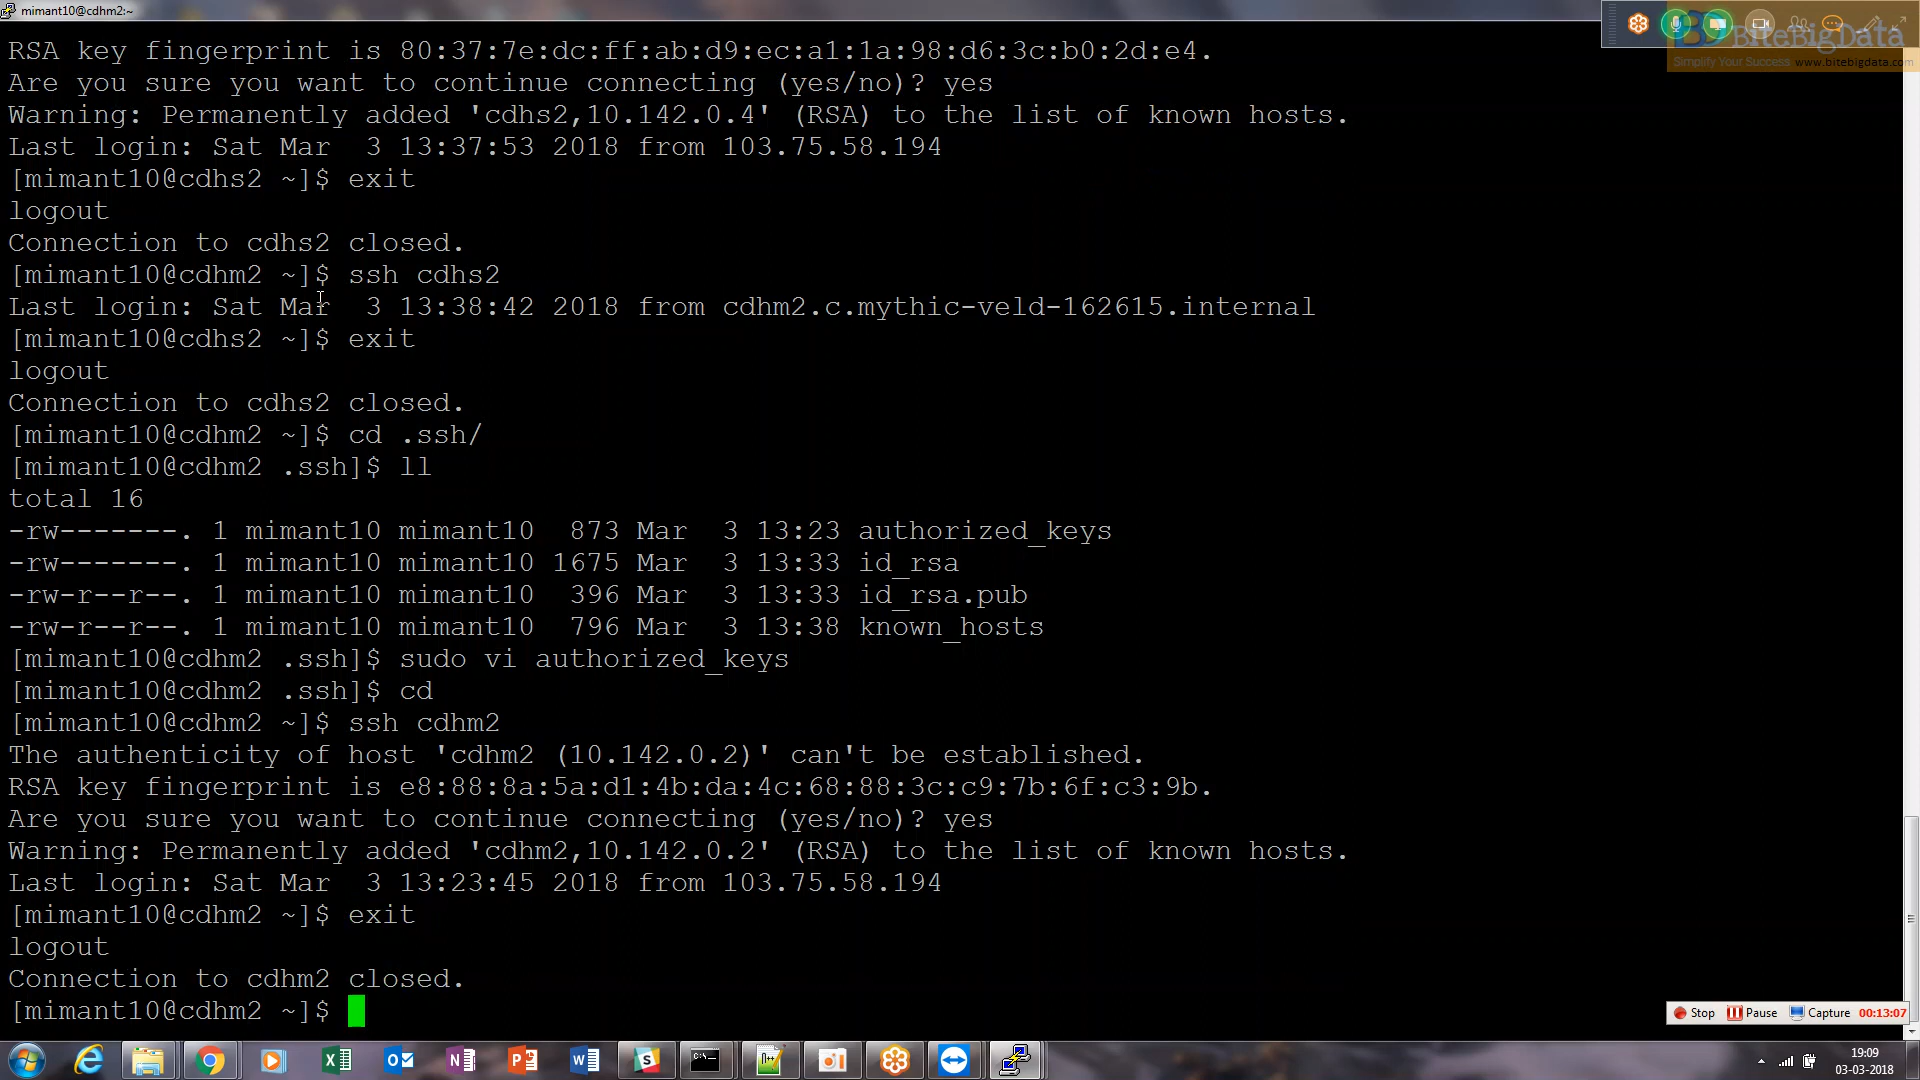 mimant10@cdhm2:~
BiteBigData
Simplify Your Success www.bitebigdata.com
RSA key fingerprint is 80:37:7e:dc:ff:ab:d9:ec:a1:1a:98:d6:3c:b0:2d:e4.
Are you sure you want to continue connecting (yes/no)? yes
Warning: Permanently added 'cdhs2,10.142.0.4' (RSA) to the list of known hosts.
Last login: Sat Mar  3 13:37:53 2018 from 103.75.58.194
[mimant10@cdhs2 ~]$ exit
logout
Connection to cdhs2 closed.
[mimant10@cdhm2 ~]$ ssh cdhs2
Last login: Sat Mar  3 13:38:42 2018 from cdhm2.c.mythic-veld-162615.internal
[mimant10@cdhs2 ~]$ exit
logout
Connection to cdhs2 closed.
[mimant10@cdhm2 ~]$ cd .ssh/
[mimant10@cdhm2 .ssh]$ ll
total 16
-rw-------. 1 mimant10 mimant10  873 Mar  3 13:23 authorized_keys
-rw-------. 1 mimant10 mimant10 1675 Mar  3 13:33 id_rsa
-rw-r--r--. 1 mimant10 mimant10  396 Mar  3 13:33 id_rsa.pub
-rw-r--r--. 1 mimant10 mimant10  796 Mar  3 13:38 known_hosts
[mimant10@cdhm2 .ssh]$ sudo vi authorized_keys
[mimant10@cdhm2 .ssh]$ cd
[mimant10@cdhm2 ~]$ ssh cdhm2
The authenticity of host 'cdhm2 (10.142.0.2)' can't be established.
RSA key fingerprint is e8:88:8a:5a:d1:4b:da:4c:68:88:3c:c9:7b:6f:c3:9b.
Are you sure you want to continue connecting (yes/no)? yes
Warning: Permanently added 'cdhm2,10.142.0.2' (RSA) to the list of known hosts.
Last login: Sat Mar  3 13:23:45 2018 from 103.75.58.194
[mimant10@cdhm2 ~]$ exit
logout
Connection to cdhm2 closed.
[mimant10@cdhm2 ~]$
Stop Pause Capture 00:13:07
19:09
03-03-2018